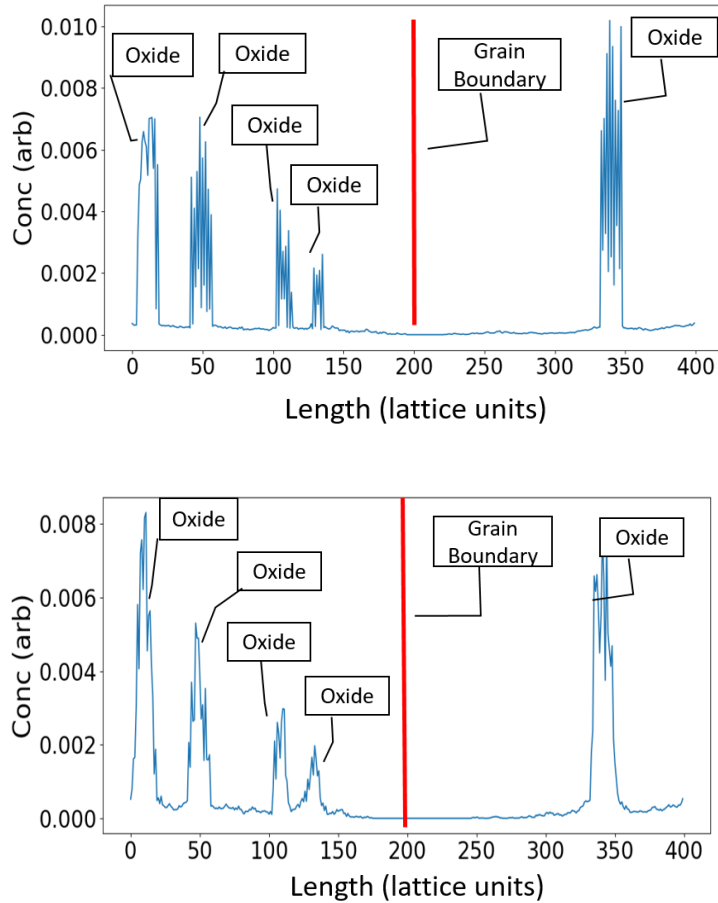 0.010
0.008
0.006
0.004
0.002
0.000
Conc (arb)
Oxide
Oxide
Oxide
Oxide
Grain
Boundary
Oxide
0 50 100 150 200 250 300 350 400
Length (lattice units)
0.008
0.006
0.004
0.002
0.000
Conc (arb)
Oxide
Oxide
Oxide
Oxide
Grain
Boundary
Oxide
0 50 100 150 200 250 300 350 400
Length (lattice units)